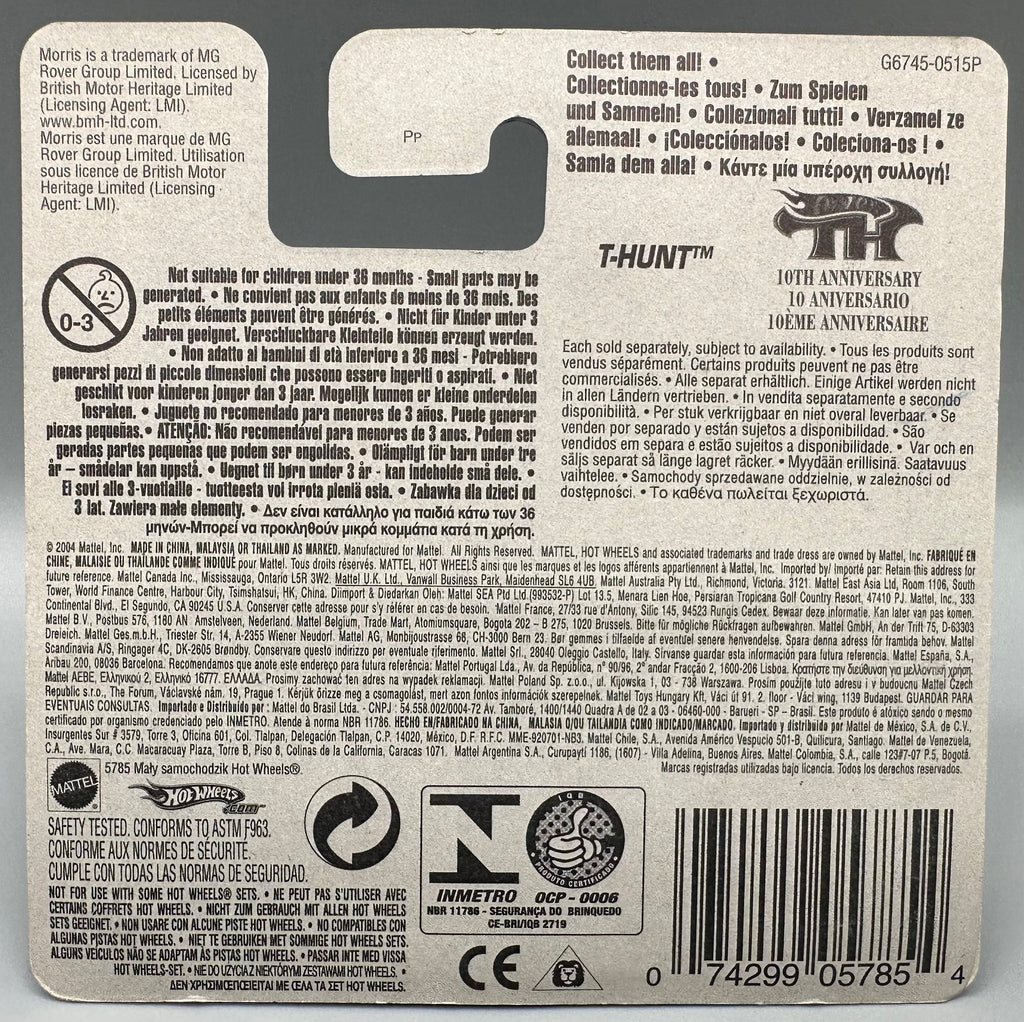 Morris is a trademark of MG
Rover Group Limited. Licensed by
British Motor Heritage Limited
(Licensing Agent: LMI).
www.bmh-ltd.com.
Morris est une marque de MG
Rover Group Limited. Utilisation
sous licence de British Motor
Heritage Limited (Licensing
Agent: LMI).
Pp
Collect them all! •
G6745-0515P
Collectionne-les tous! • Zum Spielen
und Sammeln! • Collezionali tutti! • Verzamel ze
allemaal! • ¡Colecciónalos! • Coleciona-os ! •
Samla dem alla! • Κάντε μία υπέροχη συλλογή!
TH
T-HUNT™
10TH ANNIVERSARY
10 ANIVERSARIO
10ÈME ANNIVERSAIRE
0-3
Not suitable for children under 36 months - Small parts may be
generated. • Ne convient pas aux enfants de moins de 36 mois. Des
petits éléments peuvent être générés. • Nicht für Kinder unter 3
Jahren geeignet. Verschluckbare Kleinteile können erzeugt werden.
• Non adatto ai bambini di età inferiore a 36 mesi - Potrebbero
generarsi pezzi di piccole dimensioni che possono essere ingeriti o aspirati. • Niet
geschikt voor kinderen jonger dan 3 jaar. Mogelijk kunnen er kleine onderdelen
losraken. • Juguete no recomendado para menores de 3 años. Puede generar
piezas pequeñas. • ATENÇÃO: Não recomendável para menores de 3 anos. Podem ser
geradas partes pequenas que podem ser engolidas. • Olämpligt för barn under tre
år – smådelar kan uppstå. • Uegnet til børn under 3 år - kan indeholde små dele. •
Ei sovi alle 3-vuotiaille - tuotteesta voi irrota pieniä osia. • Zabawka dla dzieci od
3 lat. Zawiera małe elementy. • Δεν είναι κατάλληλο για παιδιά κάτω των 36
μηνών-Μπορεί να προκληθούν μικρά κομμάτια κατά τη χρήση.
Each sold separately, subject to availability. • Tous les produits sont
vendus séparément. Certains produits peuvent ne pas être
commercialisés. • Alle separat erhältlich. Einige Artikel werden nicht
in allen Ländern vertrieben. • In vendita separatamente e secondo
disponibilità. • Per stuk verkrijgbaar en niet overal leverbaar. • Se
venden por separado y están sujetos a disponibilidad. • São
vendidos em separa e estão sujeitos a disponibilidade. • Var och en
säljs separat så länge lagret räcker. • Myydään erillisinä. Saatavuus
vaihtelee. • Samochody sprzedawane oddzielnie, w zależności od
dostępności. • Το καθένα πωλείται ξεχωριστά.
© 2004 Mattel, Inc. MADE IN CHINA, MALAYSIA OR THAILAND AS MARKED. Manufactured for Mattel. All Rights Reserved. MATTEL, HOT WHEELS and associated trademarks and trade dress are owned by Mattel, Inc. FABRIQUÉ EN
CHINE, MALAISIE OU THAÏLANDE COMME INDIQUÉ pour Mattel. Tous droits réservés. MATTEL, HOT WHEELS ainsi que les marques et les logos afférents appartiennent à Mattel, Inc. Imported by/ Importé par: Retain this address for
future reference. Mattel Canada Inc., Mississauga, Ontario L5R 3W2. Mattel U.K. Ltd., Vanwall Business Park, Maidenhead SL6 4UB. Mattel Australia Pty Ltd., Richmond, Victoria. 3121. Mattel East Asia Ltd, Room 1106, South
Tower, World Finance Centre, Harbour City, Tsimshatsui, HK, China. Diimport & Diedarkan Oleh: Mattel SEA Ptd Ltd.(993532-P) Lot 13.5, Menara Lien Hoe, Persiaran Tropicana Golf Country Resort, 47410 PJ. Mattel, Inc., 333
Continental Blvd., El Segundo, CA 90245 U.S.A. Conserver cette adresse pour s'y référer en cas de besoin. Mattel France, 27/33 rue d'Antony, Silic 145, 94523 Rungis Cedex. Bewaar deze informatie. Kan later van pas komen.
Mattel B.V., Postbus 576, 1180 AN Amstelveen, Nederland. Mattel Belgium, Trade Mart, Atomiumsquare, Bogota 202 – B 275, 1020 Brussels. Bitte für mögliche Rückfragen aufbewahren. Mattel GmbH, An der Trift 75, D-63303
Dreieich. Mattel Ges.m.b.H., Triester Str. 14, A-2355 Wiener Neudorf. Mattel AG, Monbijoustrasse 68, CH-3000 Bern 23. Bør gemmes i tilfælde af eventuel senere henvendelse. Spara denna adress för framtida behov. Mattel
Scandinavia A/S, Ringager 4C, DK-2605 Brøndby. Conservare questo indirizzo per eventuale riferimento. Mattel Srl., 28040 Oleggio Castello, Italy. Sírvanse guardar esta información para futura referencia. Mattel España, S.A.,
Aribau 200, 08036 Barcelona. Recomendamos que anote este endereço para futura referência: Mattel Portugal Lda., Av. da República, n° 90/96, 2° andar Fracção 2, 1600-206 Lisboa. Κρατήστε την διεύθυνση για μελλοντική χρήση.
Mattel AEBE, Ελληνικού 2, Ελληνικό 16777. ΕΛΛΑΔΑ. Prosimy zachować ten adres na wypadek reklamacji. Mattel Poland Sp. z o.o., ul. Kijowska 1, 03 - 738 Warszawa. Prosím použijte tuto adresu i v budoucnu Mattel Czech
Republic s.r.o., The Forum, Václavské nám. 19, Prague 1. Kérjük őrizze meg a csomagolást, mert azon fontos információk szerepelnek. Mattel Toys Hungary Kft. Váci út 91. 2. floor - Váci wing, 1139 Budapest. GUARDAR PARA
EVENTUAIS CONSULTAS. Importado e Distribuído por : Mattel do Brasil Ltda. - CNPJ : 54.558.002/0004-72 Av. Tamboré, 1400/1440 Quadra A de 02 a 03 - 06460-000 - Barueri - SP – Brasil. Este produto é atóxico sendo o mesmo
certificado por organismo credenciado pelo INMETRO. Atende à norma NBR 11786. HECHO EN/FABRICADO NA CHINA, MALASIA O/OU TAILANDIA COMO INDICADO/MARCADO. Importado y distribuido por Mattel de México, S.A. de C.V.,
Insurgentes Sur # 3579, Torre 3, Oficina 601, Col. Tlalpan, Delegación Tlalpan, C.P. 14020, México, D.F. R.F.C. MME-920701-NB3. Mattel Chile, S.A., Avenida Américo Vespucio 501-B, Quilicura, Santiago. Mattel de Venezuela,
C.A., Ave. Mara, C.C. Macaracuay Plaza, Torre B, Piso 8, Colinas de la California, Caracas 1071. Mattel Argentina S.A., Curupaytí 1186, (1607) - Villa Adelina, Buenos Aires. Mattel Colombia, S.A., calle 123#7-07 P.5, Bogotá.
Marcas registradas utilizadas bajo licencia. Todos los derechos reservados.
MATTEL
5785 Mały samochodzik Hot Wheels®.
HOT WHEELS
.COM
SAFETY TESTED. CONFORMS TO ASTM F963.
CONFORME AUX NORMES DE SÉCURITÉ.
CUMPLE CON TODAS LAS NORMAS DE SEGURIDAD.
NOT FOR USE WITH SOME HOT WHEELS® SETS. • NE PEUT PAS S'UTILISER AVEC
CERTAINS COFFRETS HOT WHEELS. • NICHT ZUM GEBRAUCH MIT ALLEN HOT WHEELS
SETS GEEIGNET. • NON USARE CON ALCUNE PISTE HOT WHEELS. • NO COMPATIBLES CON
ALGUNAS PISTAS HOT WHEELS. • NIET TE GEBRUIKEN MET SOMMIGE HOT WHEELS SETS.
ALGUNS VEÍCULOS NÃO SE ADAPTAM ÀS PISTAS HOT WHEELS. • PASSAR INTE MED VISSA
HOT WHEELS-SET. • NIE DO UŻYCIA Z NIEKTÓRYMI ZESTAWAMI HOT WHEELS. •
ΔΕΝ ΧΡΗΣΙΜΟΠΟΙΕΙΤΑΙ ΜΕ ΟΛΑ ΤΑ ΣΕΤ HOT WHEELS.
IQB
PRODUTO CERTIFICADO
INMETRO OCP - 0006
NBR 11786 - SEGURANÇA DO BRINQUEDO
CE-BRI/IQB 2719
CE
0 74299 05785 4